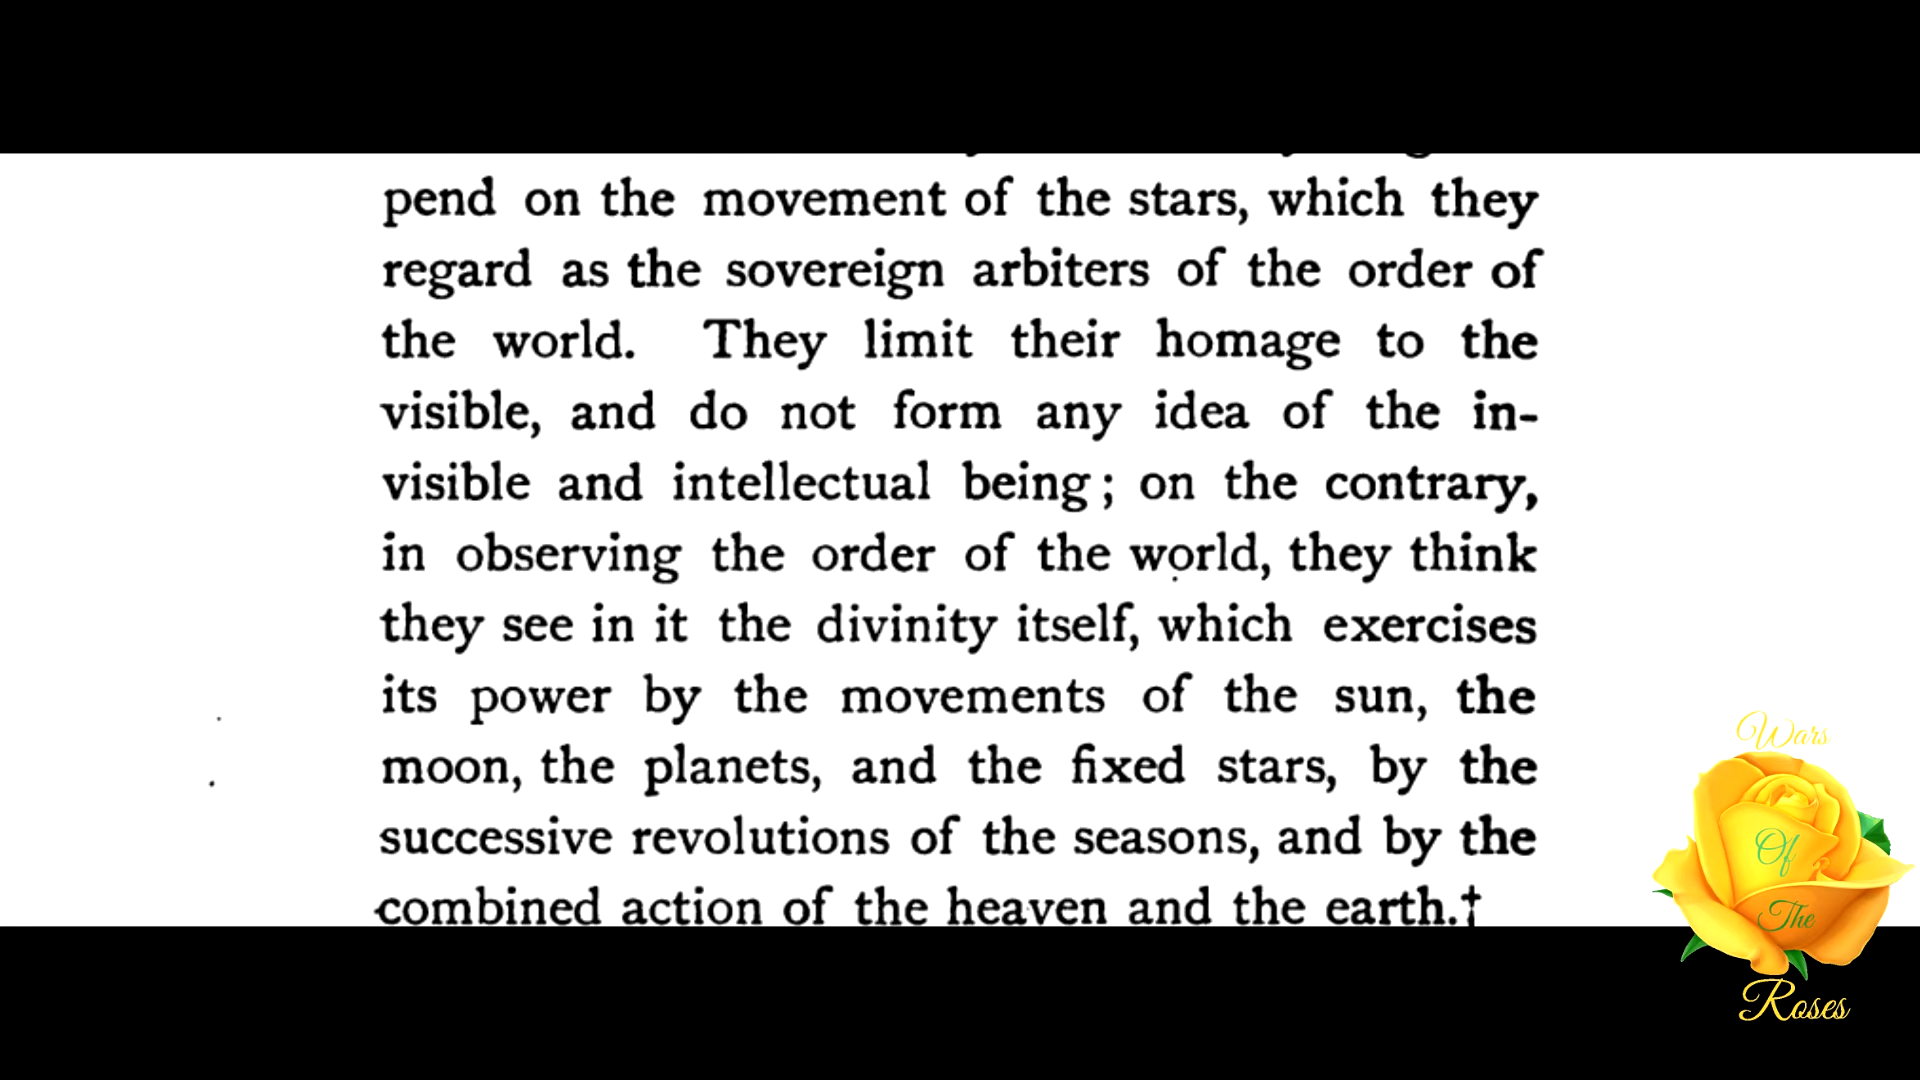 pend on the movement of the stars, which they
regard as the sovereign arbiters of the order of
the world. They limit their homage to the
visible, and do not form any idea of the in-
visible and intellectual being; on the contrary,
in observing the order of the world, they think
they see in it the divinity itself, which exercises
its power by the movements of the sun, the
moon, the planets, and the fixed stars, by the
successive revolutions of the seasons, and by the
combined action of the heaven and the earth.†
Wars
Of
The
Roses